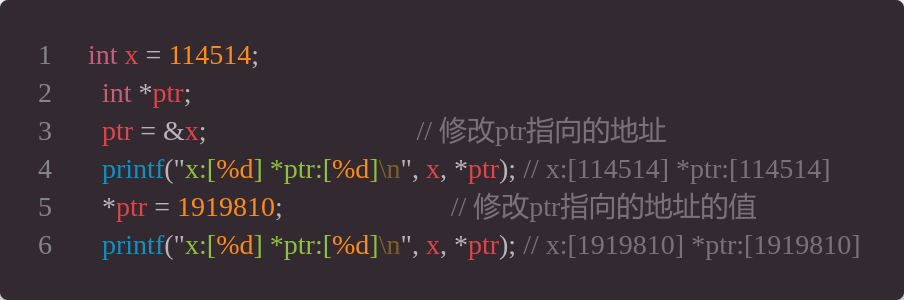 1 int x = 114514;
2 int *ptr;
3 ptr = &x; // 修改ptr指向的地址
4 printf("x:[%d] *ptr:[%d]\n", x, *ptr); // x:[114514] *ptr:[114514]
5 *ptr = 1919810; // 修改ptr指向的地址的值
6 printf("x:[%d] *ptr:[%d]\n", x, *ptr); // x:[1919810] *ptr:[1919810]